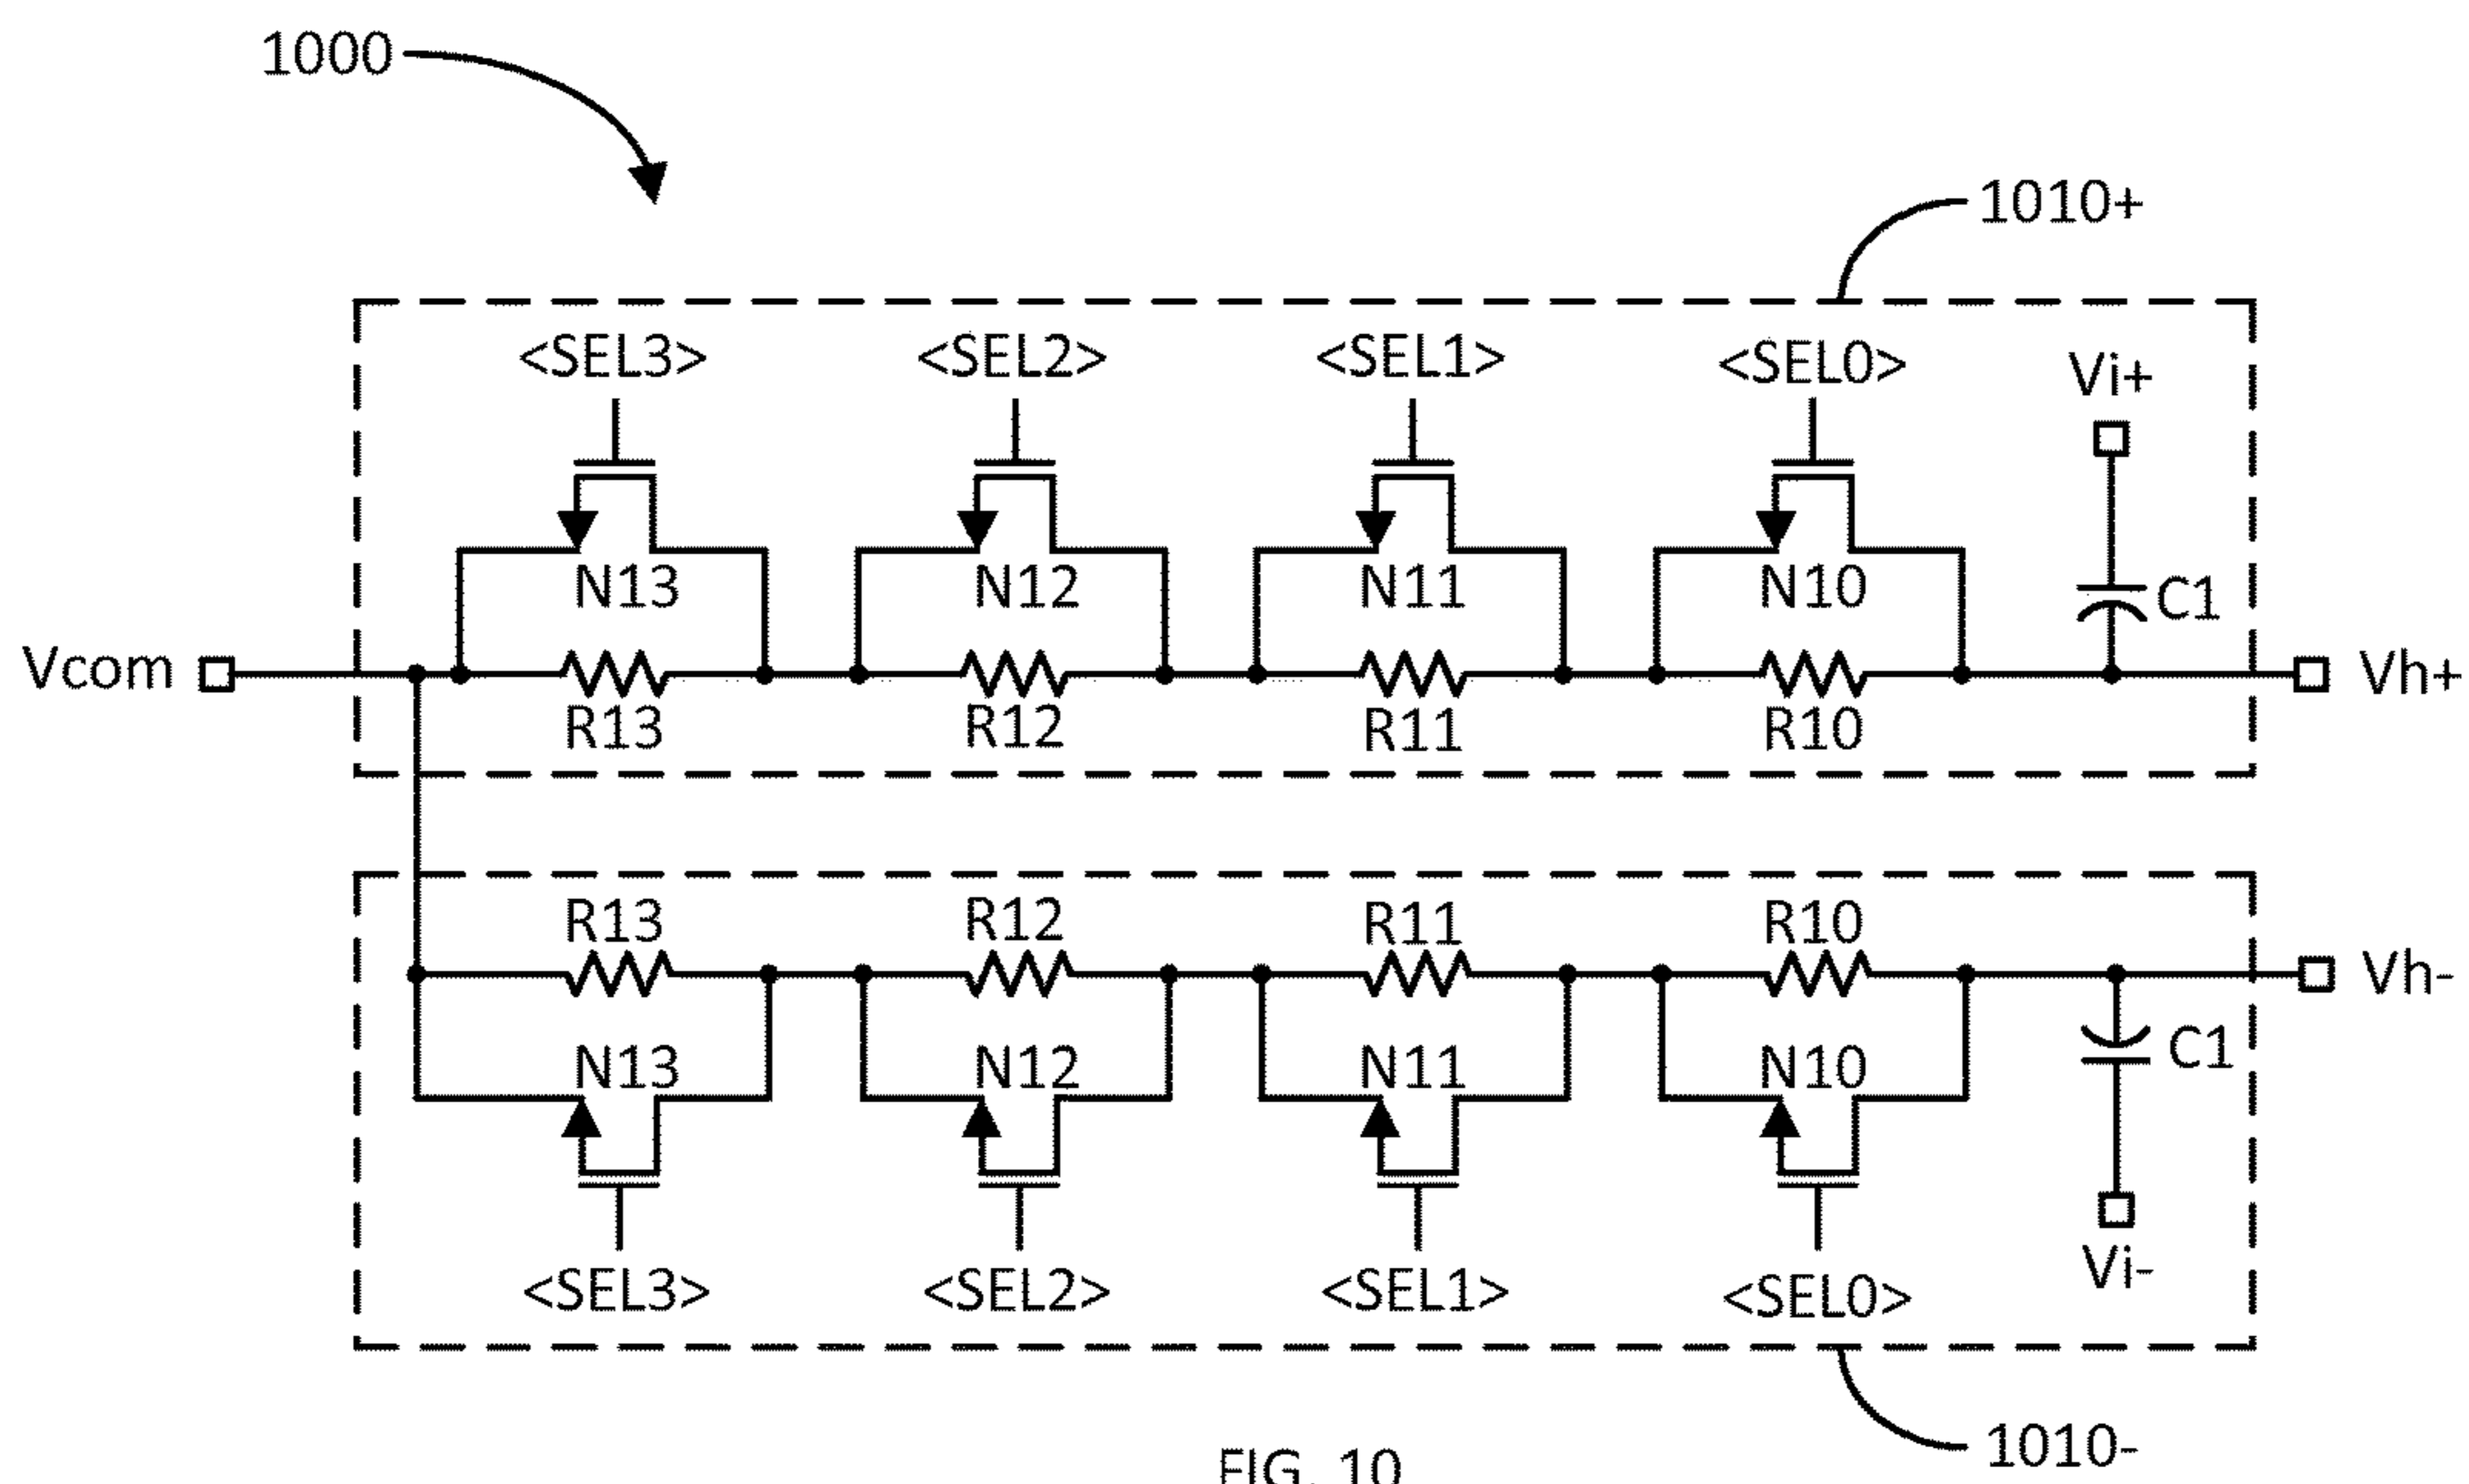 1000
1010+
<SEL3> <SEL2> <SEL1> <SEL0>
Vi+
N13 N12 N11 N10 C1
Vcom Vh+
R13 R12 R11 R10
R13 R12 R11 R10
Vh-
N13 N12 N11 N10 C1
Vi-
<SEL3> <SEL2> <SEL1> <SEL0>
1010-
FIG. 10